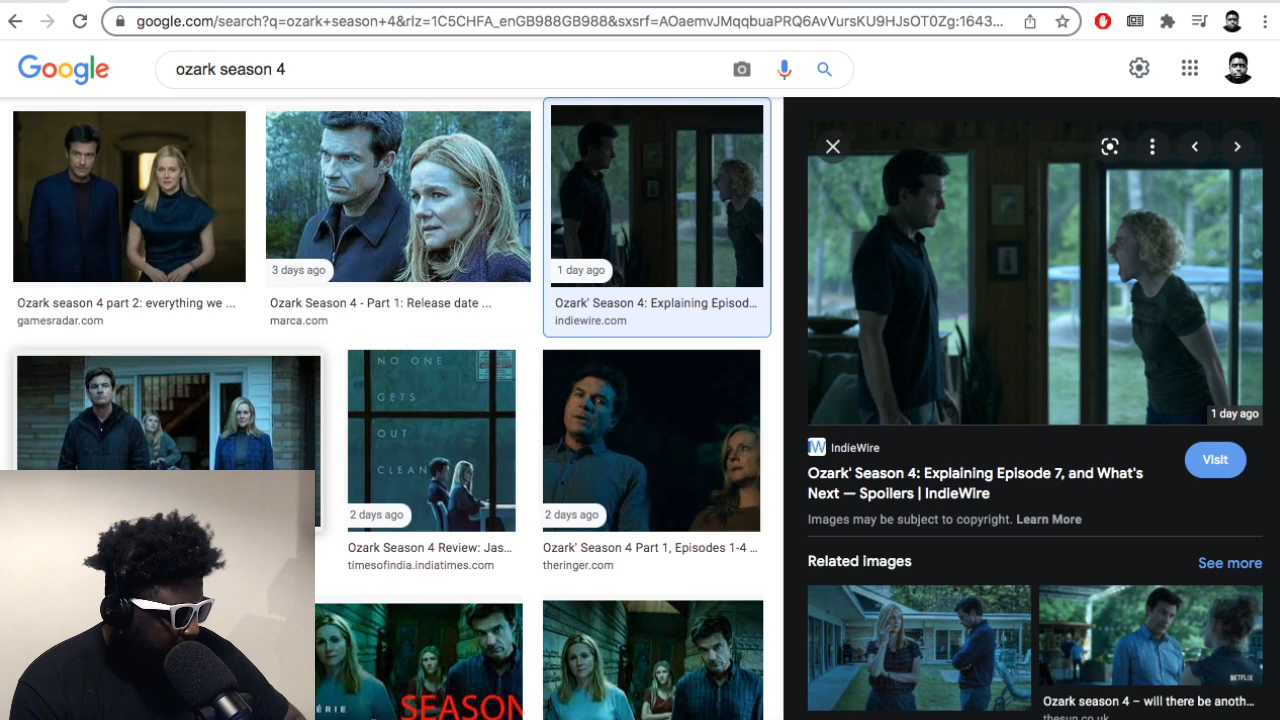 google.com/search?q=ozark+season+4&rlz=1C5CHFA_enGB988GB988&sxsrf=AOaemvJMqqbuaPRQ6AvVursKU9HJsOT0Zg:1643...
Google
ozark season 4
3 days ago
1 day ago
Ozark season 4 part 2: everything we ...
gamesradar.com
Ozark Season 4 - Part 1: Release date ...
marca.com
Ozark' Season 4: Explaining Episod...
indiewire.com
NO ONE
GETS
OUT
CLEAN
2 days ago
2 days ago
Ozark Season 4 Review: Jas...
timesofindia.indiatimes.com
Ozark' Season 4 Part 1, Episodes 1-4 ...
theringer.com
ÉRIE
SEASON
1 day ago
IW IndieWire
Ozark' Season 4: Explaining Episode 7, and What's
Next — Spoilers | IndieWire
Visit
Images may be subject to copyright. Learn More
Related images
See more
NETFLIX
Ozark season 4 – will there be anoth...
thesun.co.uk